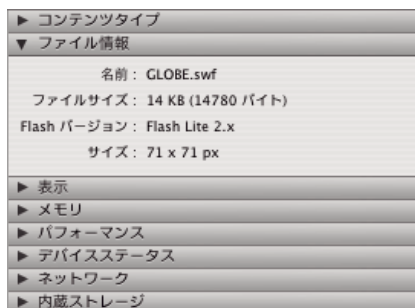 ▶ コンテンツタイプ
▼ ファイル情報
名前 : GLOBE.swf
ファイルサイズ : 14 KB (14780 バイト)
Flash バージョン : Flash Lite 2.x
サイズ : 71 x 71 px
▶ 表示
▶ メモリ
▶ パフォーマンス
▶ デバイスステータス
▶ ネットワーク
▶ 内蔵ストレージ